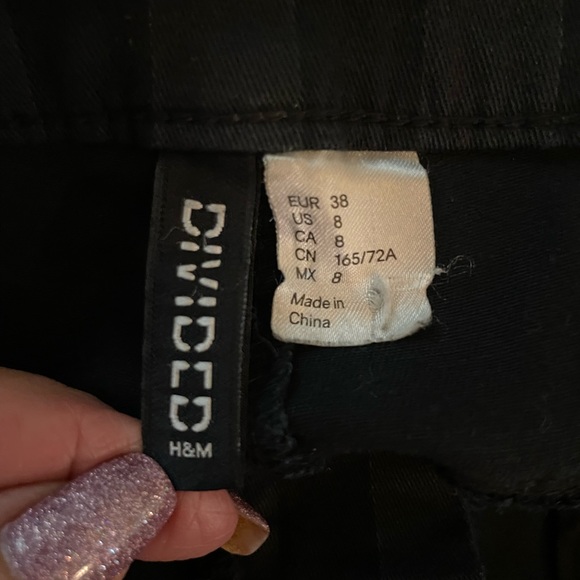 DIVIDED
H&M
EUR 38
US 8
CA 8
CN 165/72A
MX 8
Made in
China